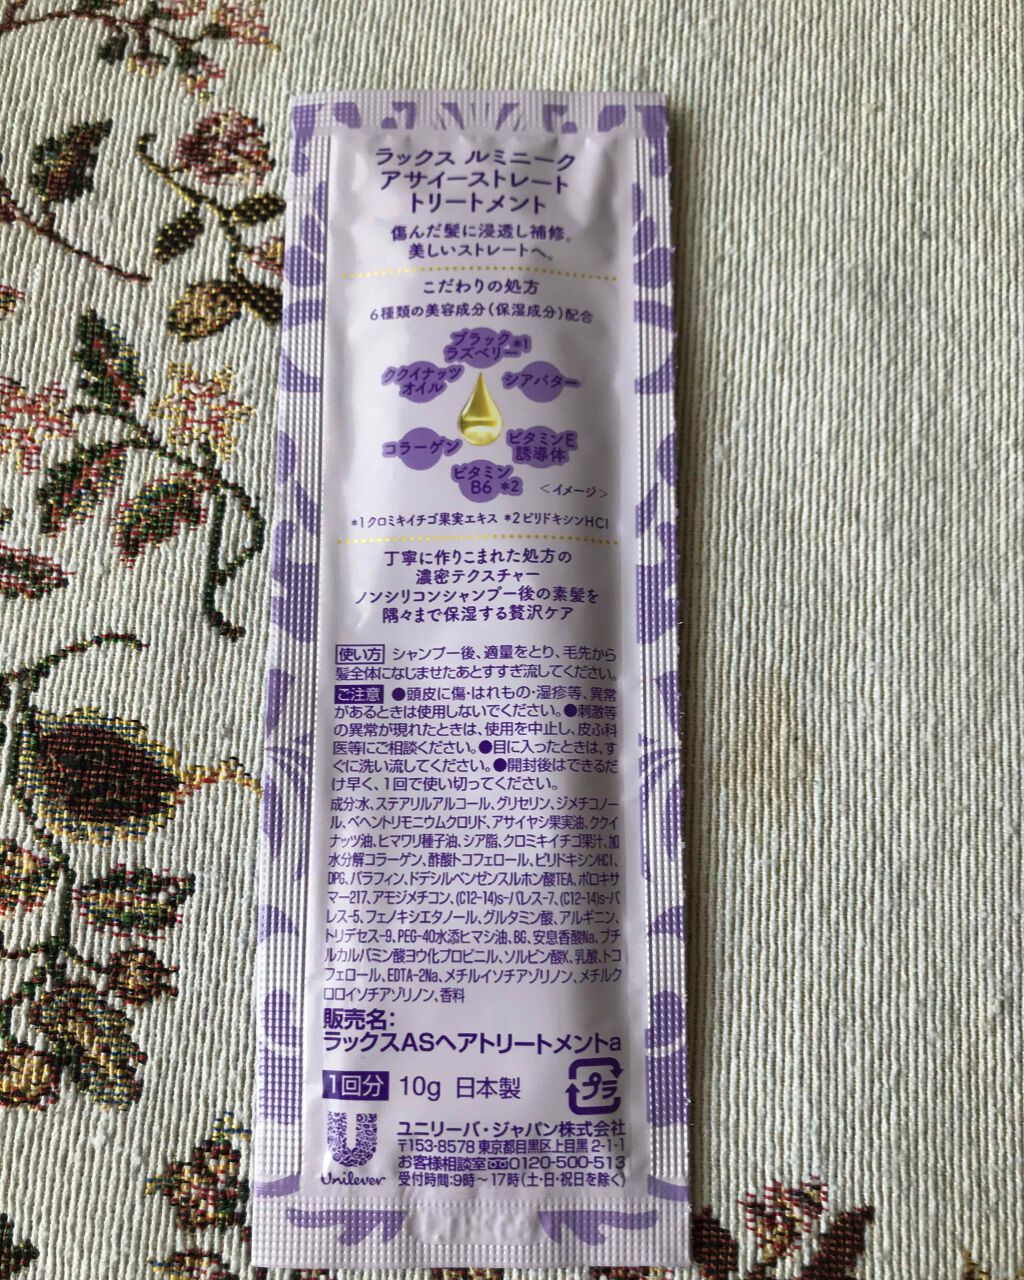 ラックス ルミニーク
アサイーストレート
トリートメント
傷んだ髪に浸透し補修。
美しいストレートへ。
こだわりの処方
6種類の美容成分(保湿成分)配合
ブラック
ラズベリー*1
ククイナッツ
オイル
シアバター
コラーゲン
ビタミンE
誘導体
ビタミン
B6 *2
<イメージ>
*1クロミキイチゴ果実エキス *2ピリドキシンHCl
丁寧に作りこまれた処方の
濃密テクスチャー
ノンシリコンシャンプー後の素髪を
隅々まで保湿する贅沢ケア
使い方 シャンプー後、適量をとり、毛先から
髪全体になじませたあとすすぎ流してください。
ご注意 ●頭皮に傷・はれもの・湿疹等、異常
があるときは使用しないでください。●刺激等
の異常が現れたときは、使用を中止し、皮ふ科
医等にご相談ください。●目に入ったときは、す
ぐに洗い流してください。●開封後はできるだ
け早く、1回で使い切ってください。
成分:水、ステアリルアルコール、グリセリン、ジメチコノー
ル、ベヘントリモニウムクロリド、アサイヤシ果実油、ククイ
ナッツ油、ヒマワリ種子油、シア脂、クロミキイチゴ果汁、加
水分解コラーゲン、酢酸トコフェロール、ピリドキシンHCl、
DPG、パラフィン、ドデシルベンゼンスルホン酸TEA、ポロキサ
マー217、アモジメチコン、(C12-14)s-パレス-7、(C12-14)s-パ
レス-5、フェノキシエタノール、グルタミン酸、アルギニン、
トリデセス-9、PEG-40水添ヒマシ油、BG、安息香酸Na、ブチ
ルカルバミン酸ヨウ化プロピニル、ソルビン酸K、乳酸、トコ
フェロール、EDTA-2Na、メチルイソチアゾリノン、メチルク
ロロイソチアゾリノン、香料
販売名:
ラックスASヘアトリートメントa
1回分 10g 日本製
プラ
Unilever
ユニリーバ・ジャパン株式会社
〒153-8578 東京都目黒区上目黒 2-1-1
お客様相談室 0120-500-513
受付時間:9時～17時(土・日・祝日を除く)